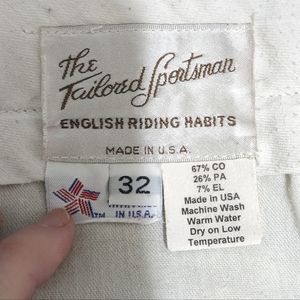 The
Tailored Sportsman
ENGLISH RIDING HABITS
MADE IN U.S.A.
32
TM
IN U.S.A.
67% CO
26% PA
7% EL
Made in USA
Machine Wash
Warm Water
Dry on Low
Temperature